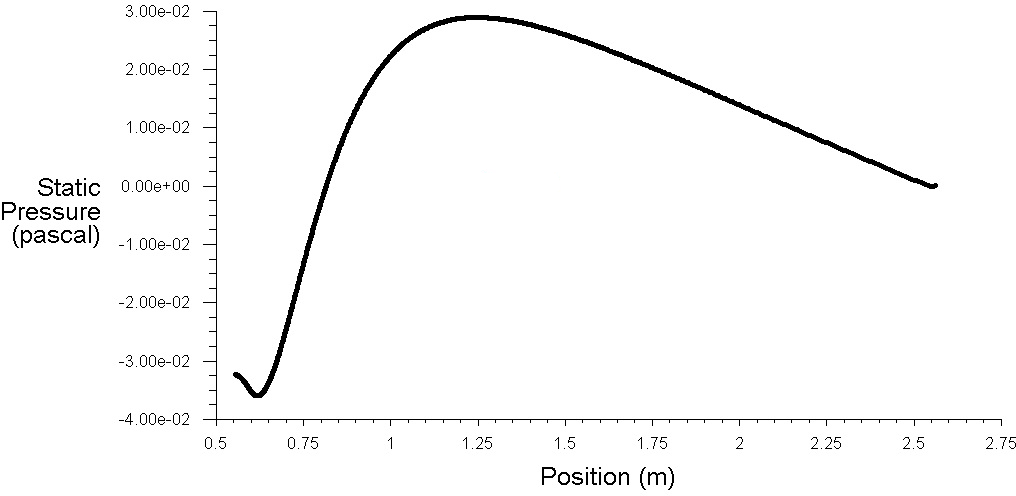 3.00e-02
2.00e-02
1.00e-02
Static
Pressure
(pascal)
0.00e+00
-1.00e-02
-2.00e-02
-3.00e-02
-4.00e-02
0.5 0.75 1 1.25 1.5 1.75 2 2.25 2.5 2.75
Position (m)